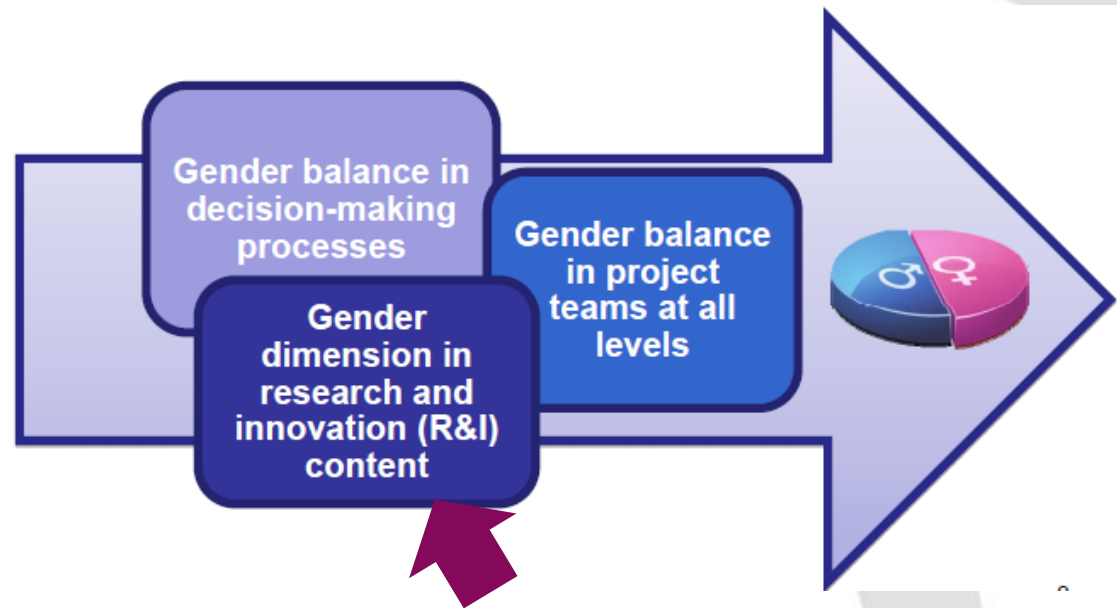 Gender balance in
decision-making
processes
Gender balance
in project
teams at all
levels
Gender
dimension in
research and
innovation (R&I)
content